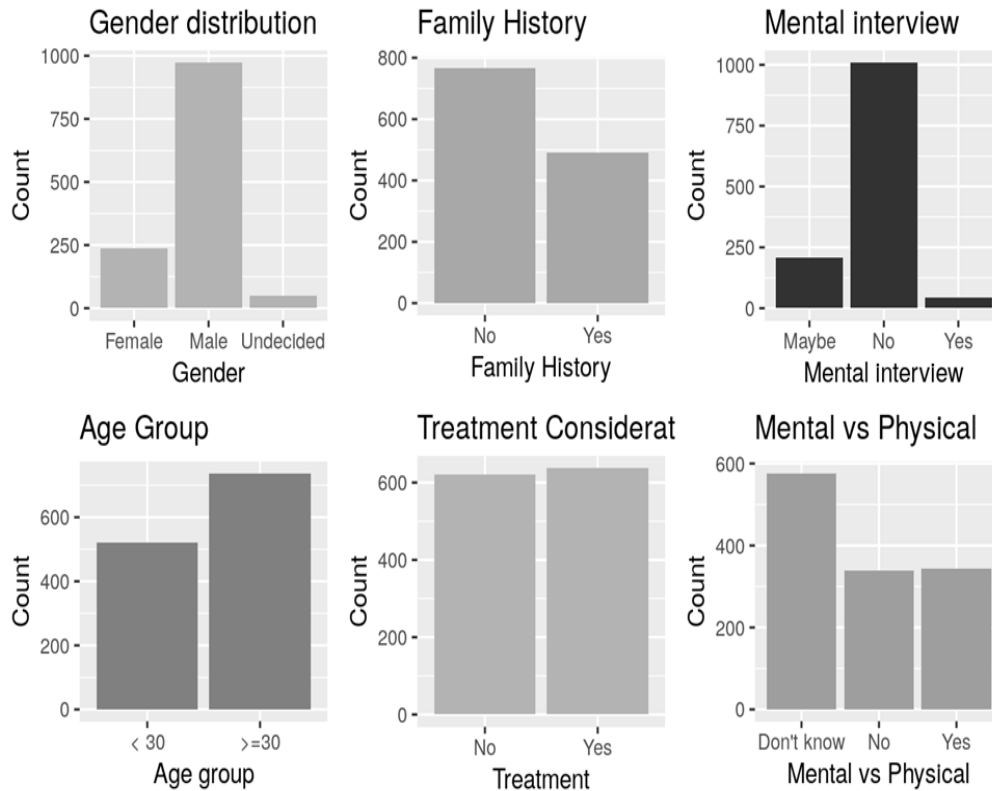 Gender distribution
1000
750
500
250
0
Count
Female Male Undecided
Gender
Family History
800
600
400
200
0
Count
No Yes
Family History
Mental interview
1000
750
500
250
0
Count
Maybe No Yes
Mental interview
Age Group
600
400
200
0
Count
< 30 >=30
Age group
Treatment Considerat
600
400
200
0
Count
No Yes
Treatment
Mental vs Physical
600
400
200
0
Count
Don't know No Yes
Mental vs Physical